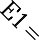 E1 =